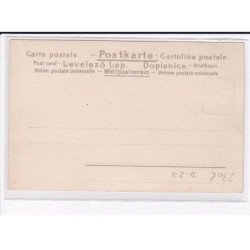 Carte postale. — Postkarte — Cartolina postale
Post card — Levelező Lap. Dopisnice. — Briefkaart
Union postale universelle — Weltpostverein — Unione postale universale